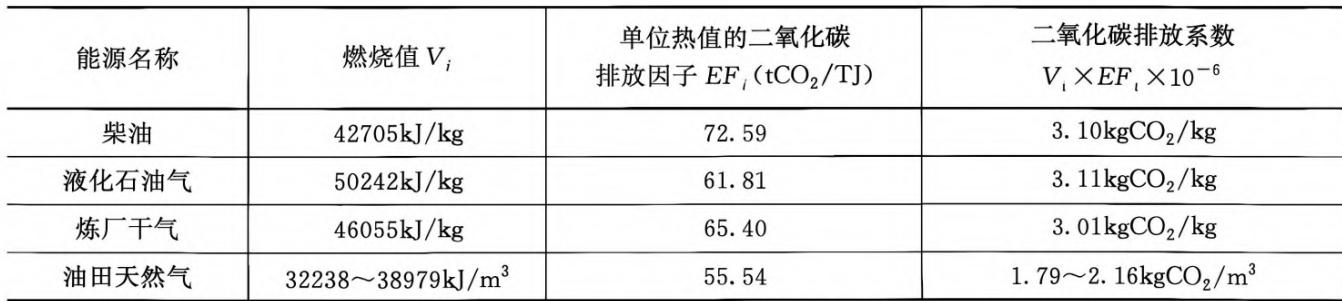 能源名称 燃烧值 Vᵢ 单位热值的二氧化碳 二氧化碳排放系数
排放因子 EFᵢ(tCO₂/TJ) Vᵢ×EFᵢ×10⁻⁶
柴油 42705kJ/kg 72.59 3.10kgCO₂/kg
液化石油气 50242kJ/kg 61.81 3.11kgCO₂/kg
炼厂干气 46055kJ/kg 65.40 3.01kgCO₂/kg
油田天然气 32238～38979kJ/m³ 55.54 1.79～2.16kgCO₂/m³